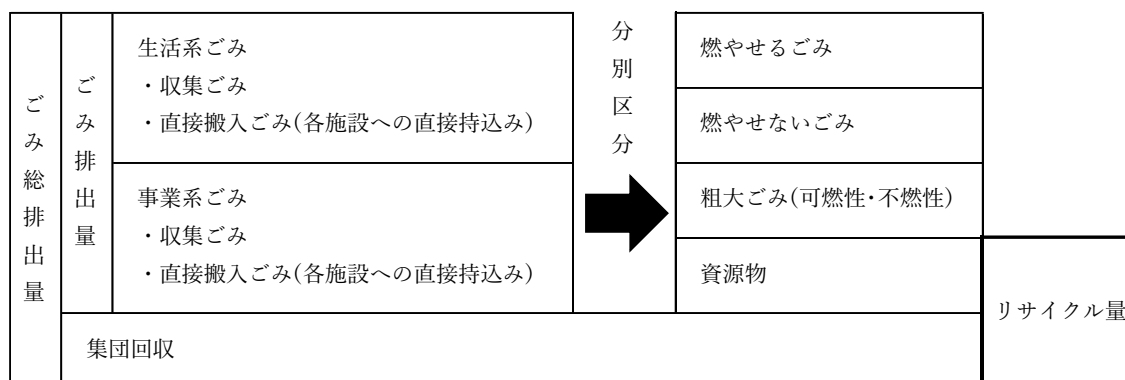 ごみ総排出量
ごみ排出量
生活系ごみ
・収集ごみ
・直接搬入ごみ(各施設への直接持込み)
事業系ごみ
・収集ごみ
・直接搬入ごみ(各施設への直接持込み)
分別区分
燃やせるごみ
燃やせないごみ
粗大ごみ(可燃性･不燃性)
資源物
リサイクル量
集団回収